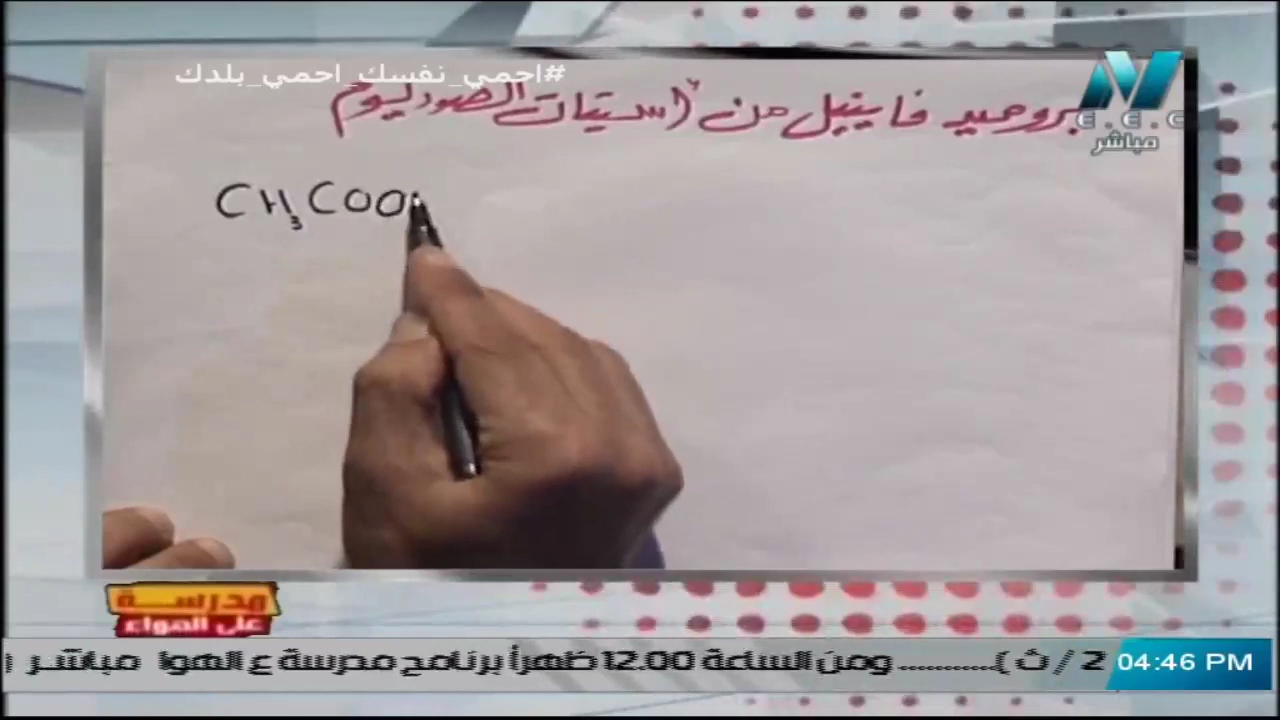 #احمي_نفسك_احمي_بلدك
بروميد فاينيل من أسيتات الصوديوم
E.E.C
مباشر
CH₃COO
مدرسة
على الهواء
2 / ث )............ ومن الساعة 12.00 ظهراً برنامج مدرسة ع الهوا مباشر
04:46 PM